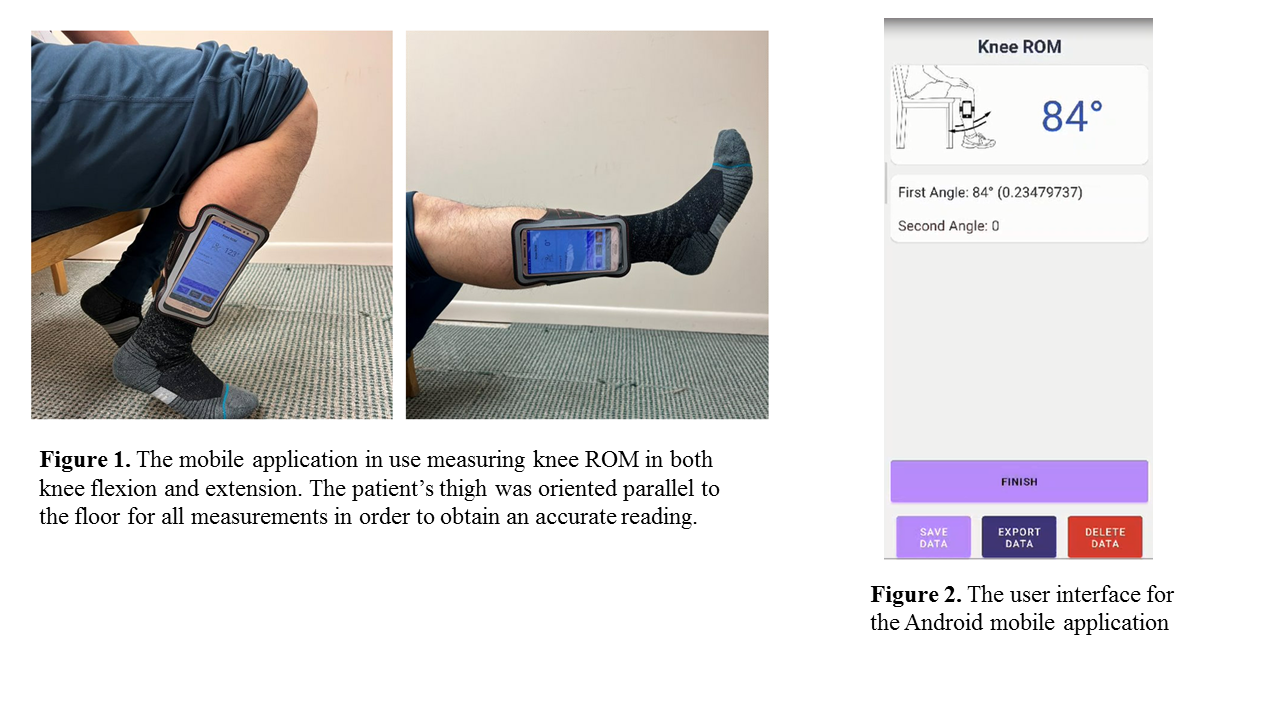 Figure 1. The mobile application in use measuring knee ROM in both
knee flexion and extension. The patient’s thigh was oriented parallel to
the floor for all measurements in order to obtain an accurate reading.
Knee ROM
84°
First Angle: 84° (0.23479737)
Second Angle: 0
FINISH
SAVE
DATA
EXPORT
DATA
DELETE
DATA
Figure 2. The user interface for
the Android mobile application